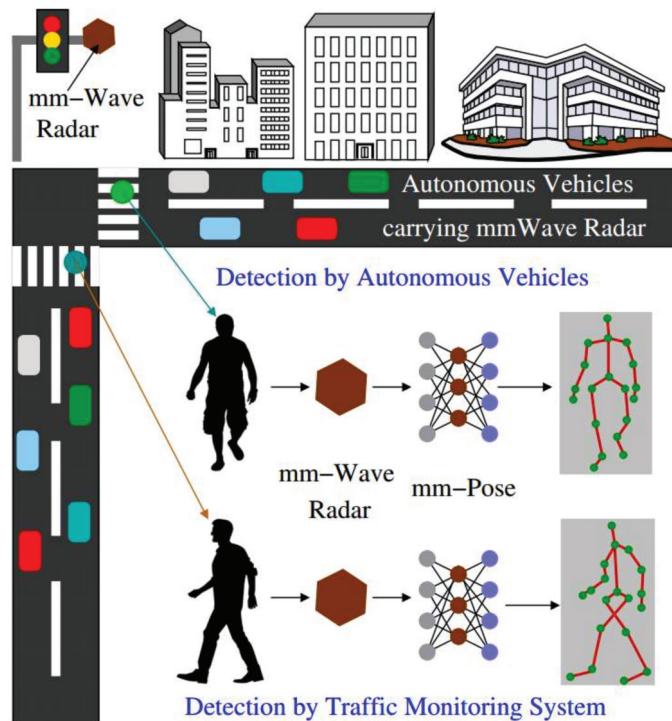 mm-Wave
Radar
Autonomous Vehicles
carrying mmWave Radar
Detection by Autonomous Vehicles
mm-Wave
Radar
mm-Pose
Detection by Traffic Monitoring System